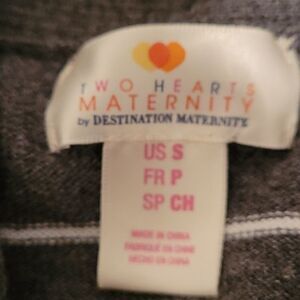 TWO HEARTS
MATERNITY
by DESTINATION MATERNITY
US S
FR P
SP CH
MADE IN CHINA
FABRIQUÉ EN CHINE
HECHO EN CHINA